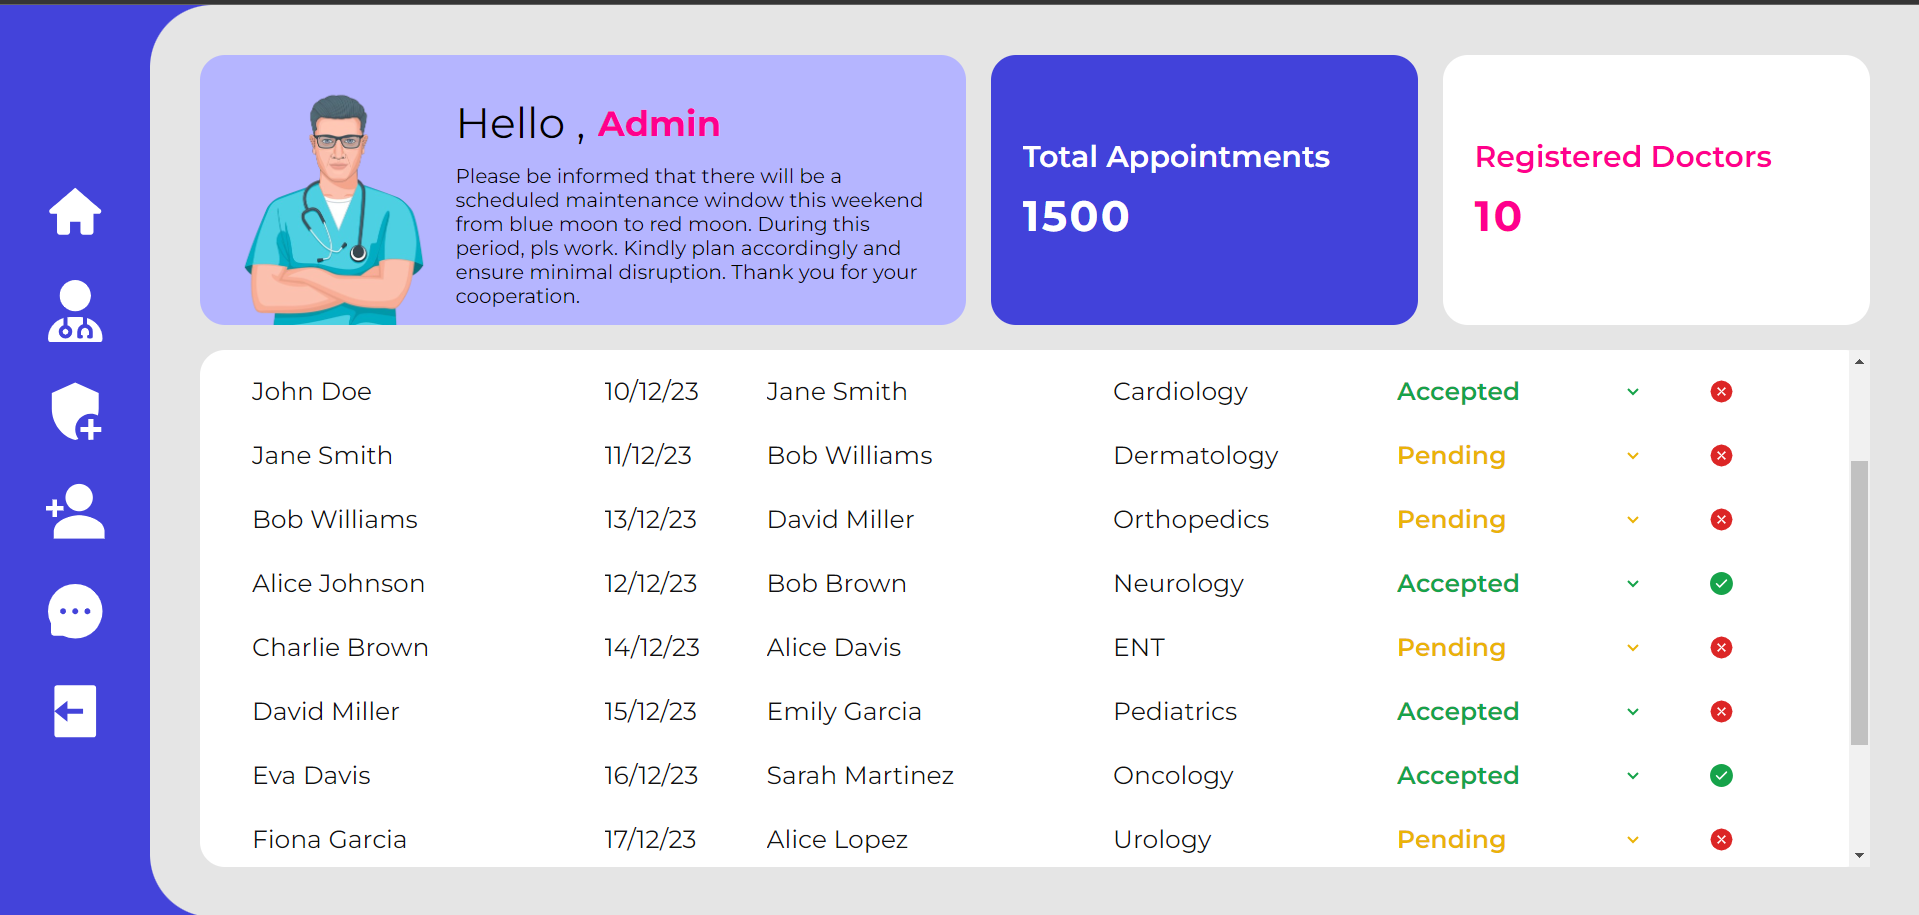 Hello , Admin
Please be informed that there will be a
scheduled maintenance window this weekend
from blue moon to red moon. During this
period, pls work. Kindly plan accordingly and
ensure minimal disruption. Thank you for your
cooperation.
Total Appointments
1500
Registered Doctors
10
John Doe 10/12/23 Jane Smith Cardiology Accepted
Jane Smith 11/12/23 Bob Williams Dermatology Pending
Bob Williams 13/12/23 David Miller Orthopedics Pending
Alice Johnson 12/12/23 Bob Brown Neurology Accepted
Charlie Brown 14/12/23 Alice Davis ENT Pending
David Miller 15/12/23 Emily Garcia Pediatrics Accepted
Eva Davis 16/12/23 Sarah Martinez Oncology Accepted
Fiona Garcia 17/12/23 Alice Lopez Urology Pending